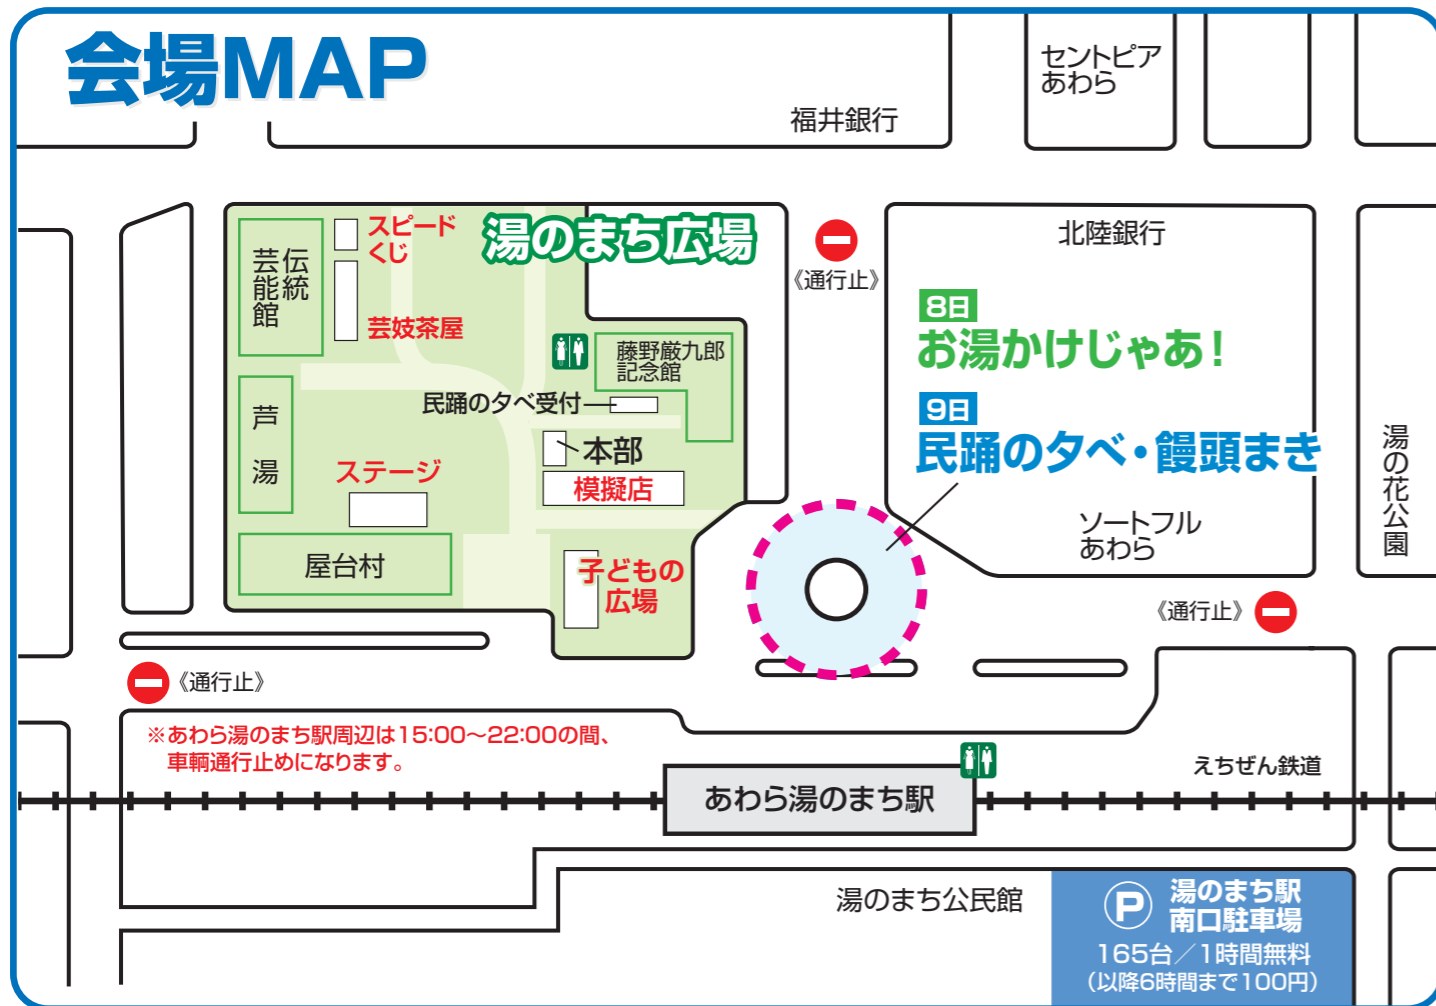 会場MAP
セントピア
あわら
福井銀行
スピード
くじ
湯のまち広場
伝統
芸能館
芸妓茶屋
《通行止》
北陸銀行
8日
お湯かけじゃあ!
藤野厳九郎
記念館
民踊の夕べ受付
9日
民踊の夕べ・饅頭まき
芦湯
本部
ステージ
模擬店
湯の花公園
ソートフル
あわら
屋台村
子どもの
広場
《通行止》
《通行止》
※あわら湯のまち駅周辺は15:00〜22:00の間、
車輌通行止めになります。
えちぜん鉄道
あわら湯のまち駅
湯のまち公民館
P
湯のまち駅
南口駐車場
165台/1時間無料
(以降6時間まで100円)